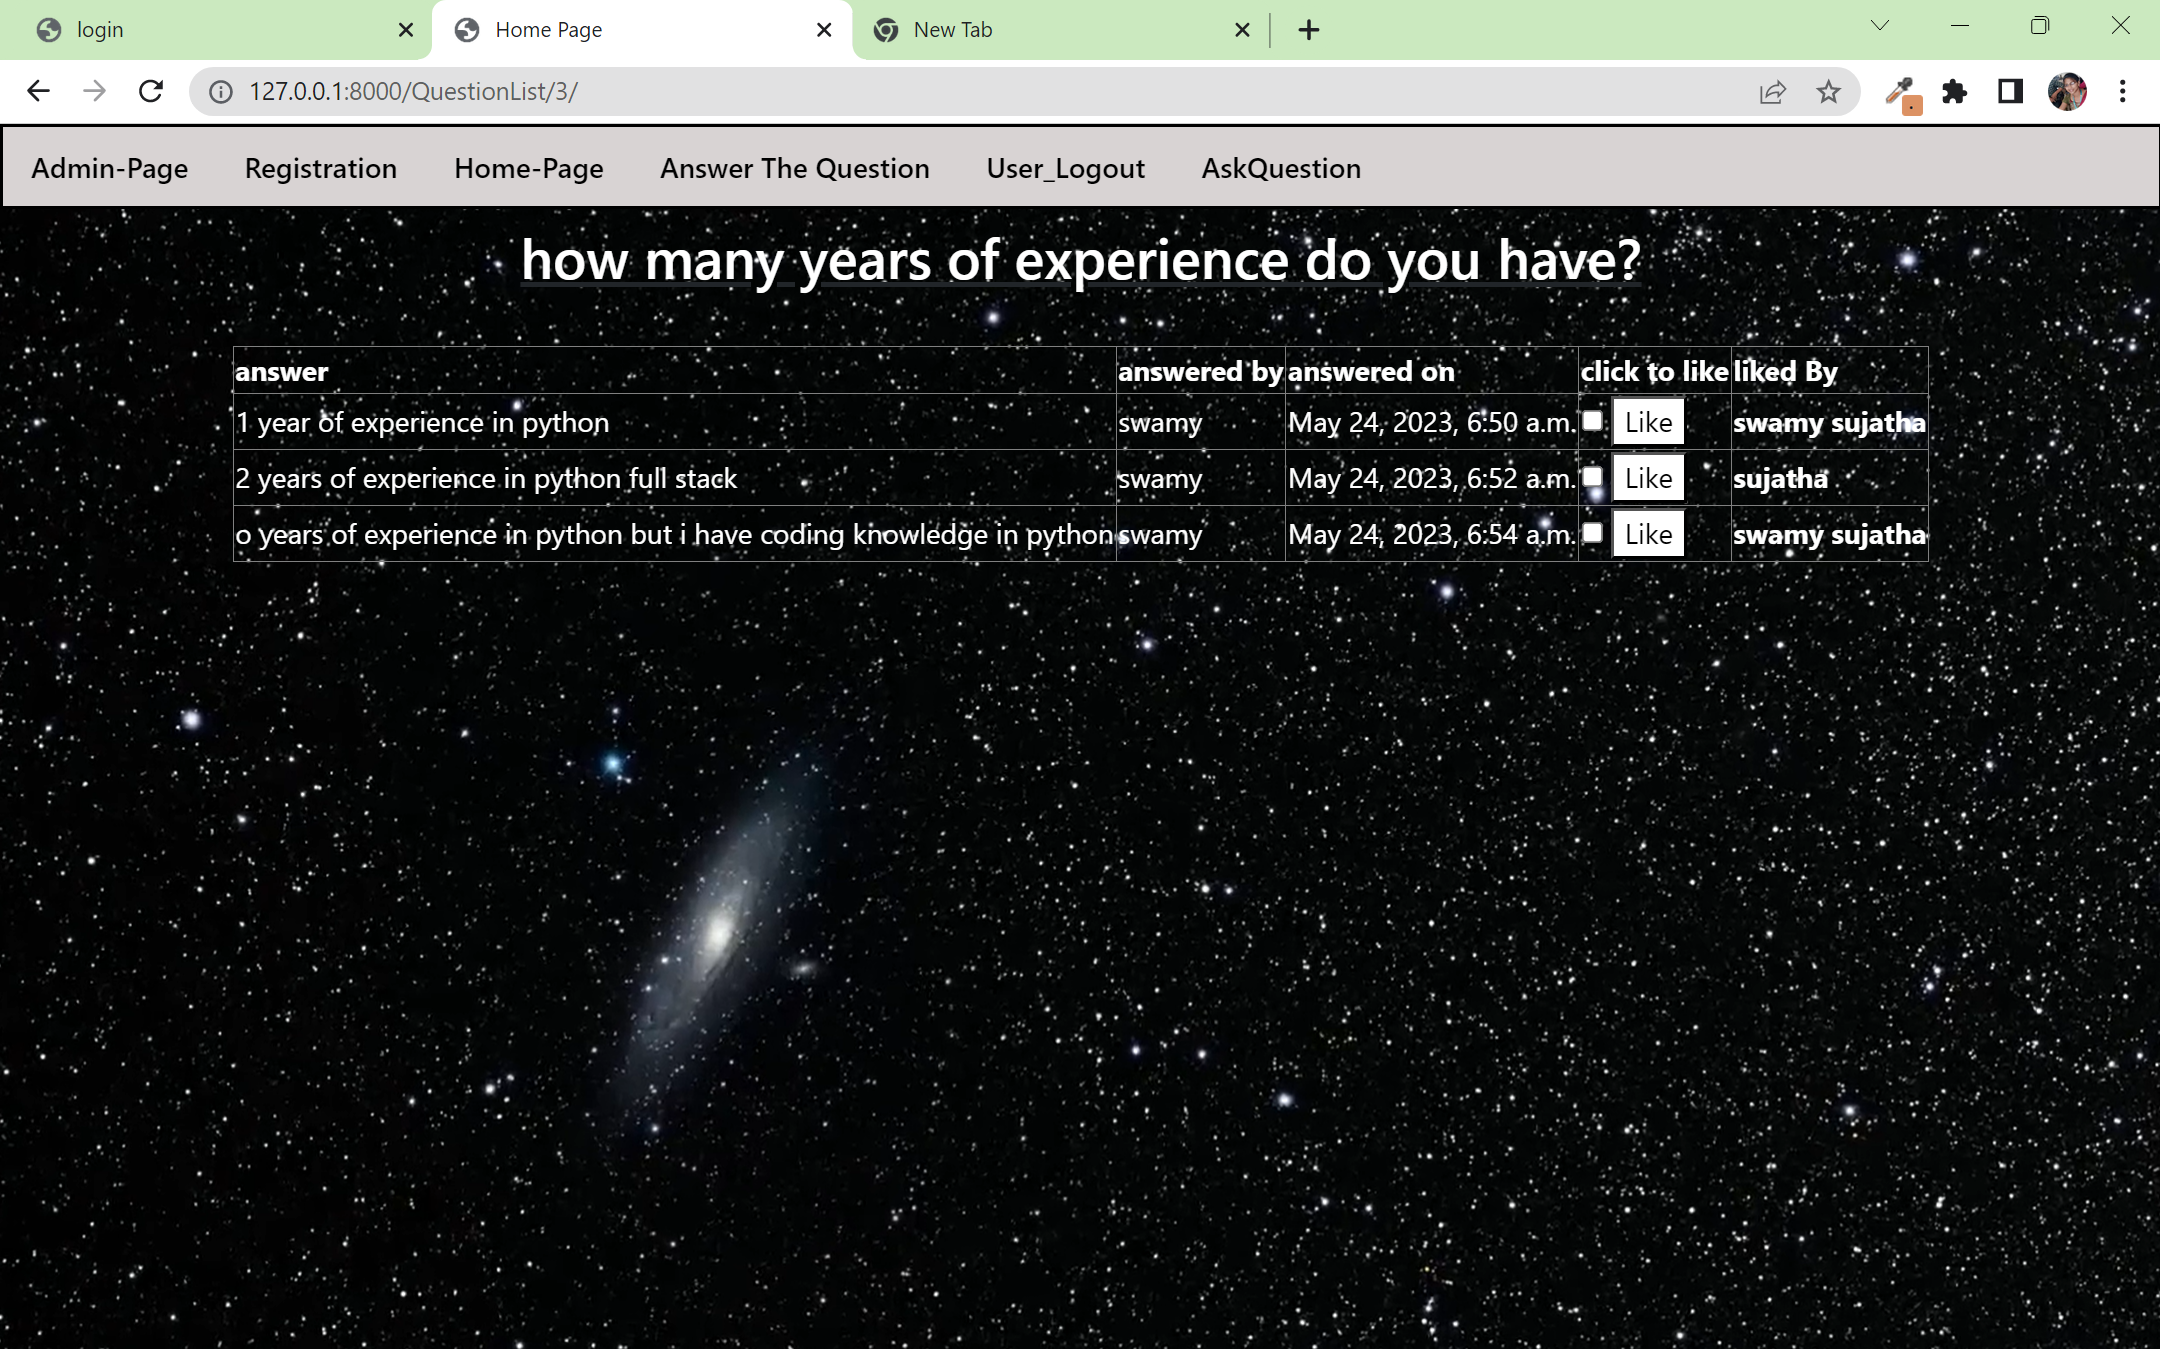 login Home Page New Tab
127.0.0.1:8000/QuestionList/3/
Admin-Page Registration Home-Page Answer The Question User_Logout AskQuestion
how many years of experience do you have?
answer answered by answered on click to like liked By
1 year of experience in python swamy May 24, 2023, 6:50 a.m. Like swamy sujatha
2 years of experience in python full stack swamy May 24, 2023, 6:52 a.m. Like sujatha
o years of experience in python but i have coding knowledge in python swamy May 24, 2023, 6:54 a.m. Like swamy sujatha